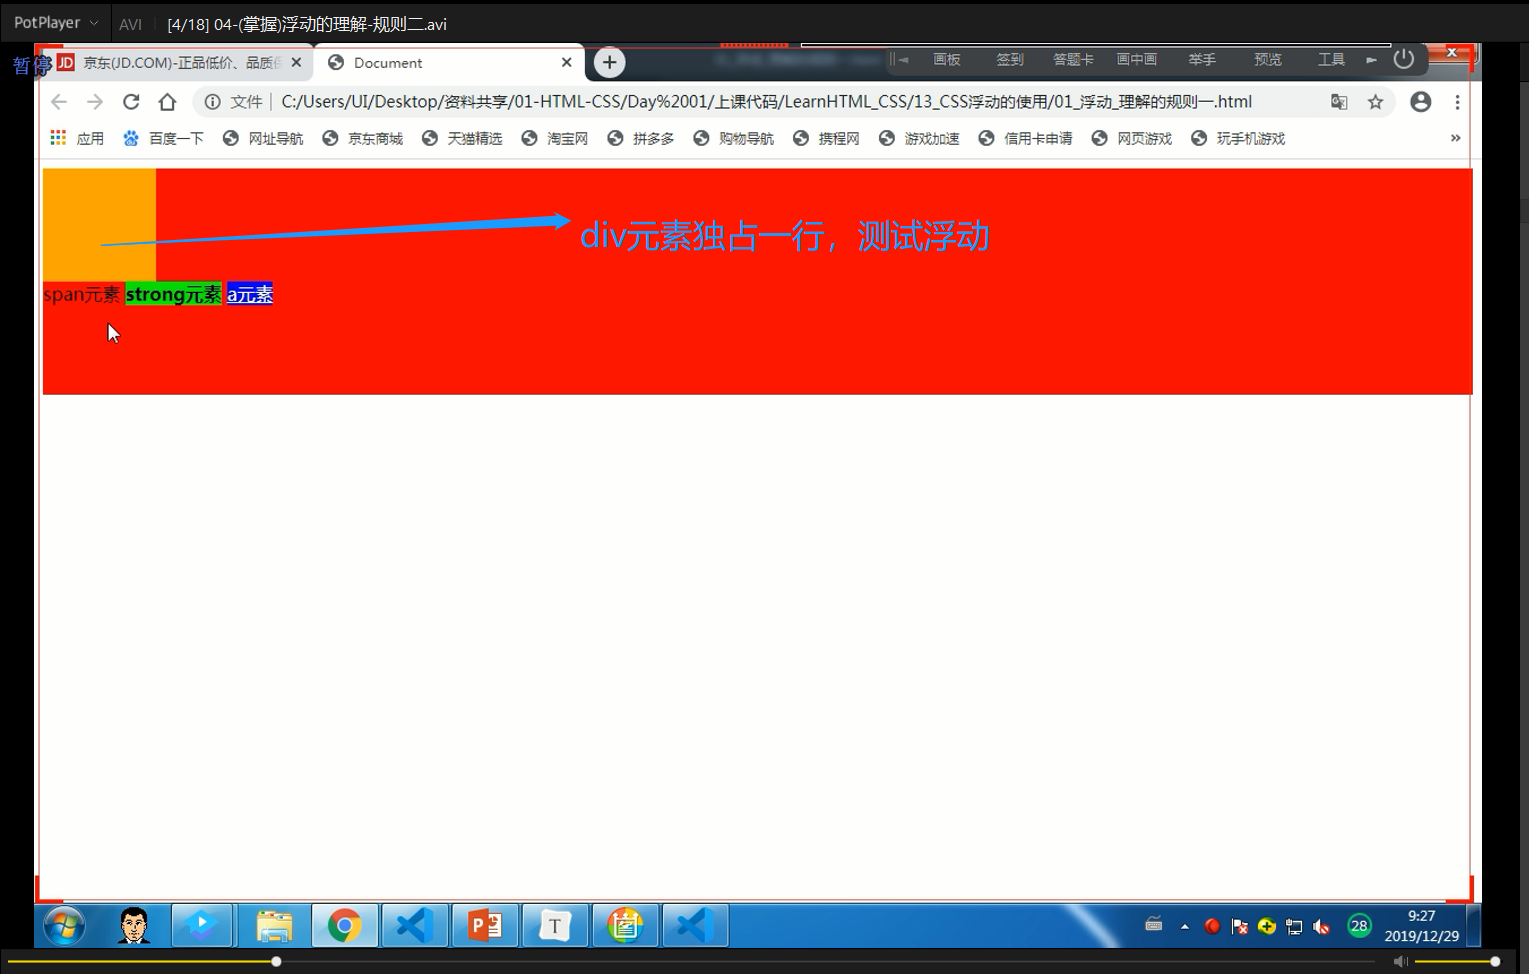 PotPlayer AVI [4/18] 04-(掌握)浮动的理解-规则二.avi
暂停
JD 京东(JD.COM)-正品低价、品质保 Document 画板 签到 答题卡 画中画 举手 预览 工具
文件 C:/Users/UI/Desktop/资料共享/01-HTML-CSS/Day%2001/上课代码/LearnHTML_CSS/13_CSS浮动的使用/01_浮动_理解的规则一.html
应用 百度一下 网址导航 京东商城 天猫精选 淘宝网 拼多多 购物导航 携程网 游戏加速 信用卡申请 网页游戏 玩手机游戏 »
div元素独占一行，测试浮动
span元素 strong元素 a元素
P T 28 9:27
2019/12/29